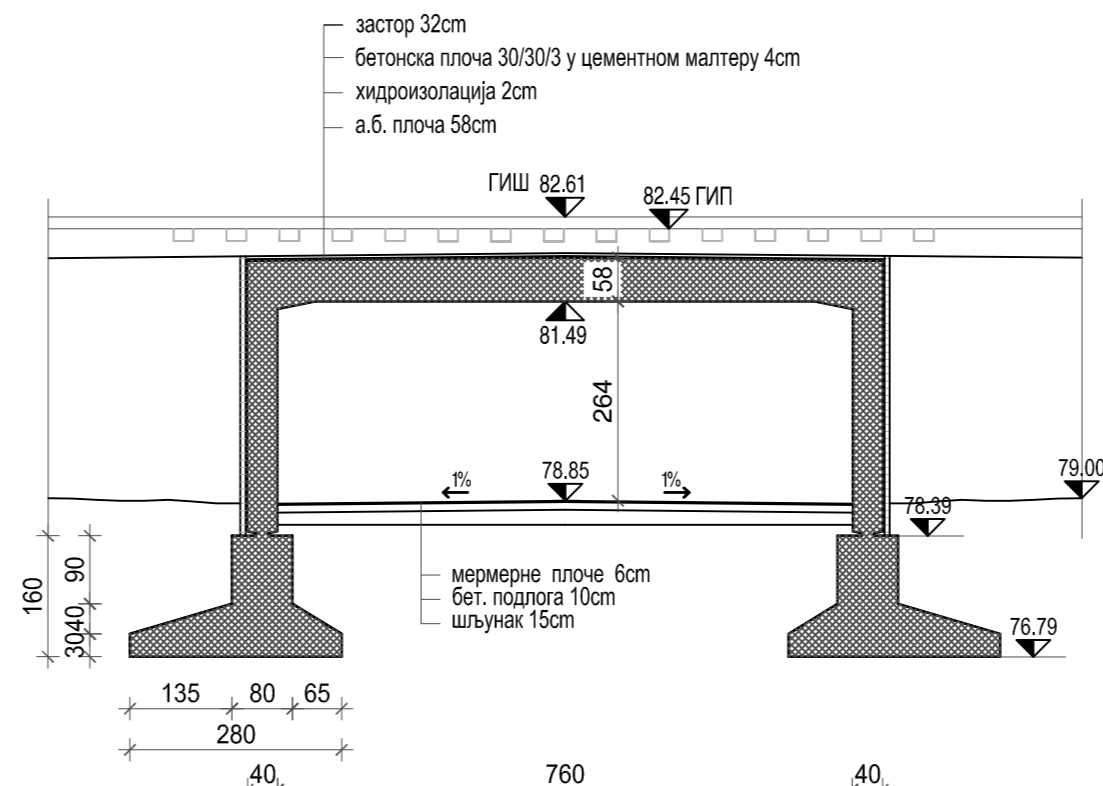 застор 32cm
бетонска плоча 30/30/3 у цементном малтеру 4cm
хидроизолација 2cm
а.б. плоча 58cm
ГИШ 82.61
82.45 ГИП
58
81.49
264
1%
78.85
1%
79.00
78.39
90
160
40
30
мермерне плоче 6cm
бет. подлога 10cm
шљунак 15cm
76.79
135 80 65
280
40 760 40